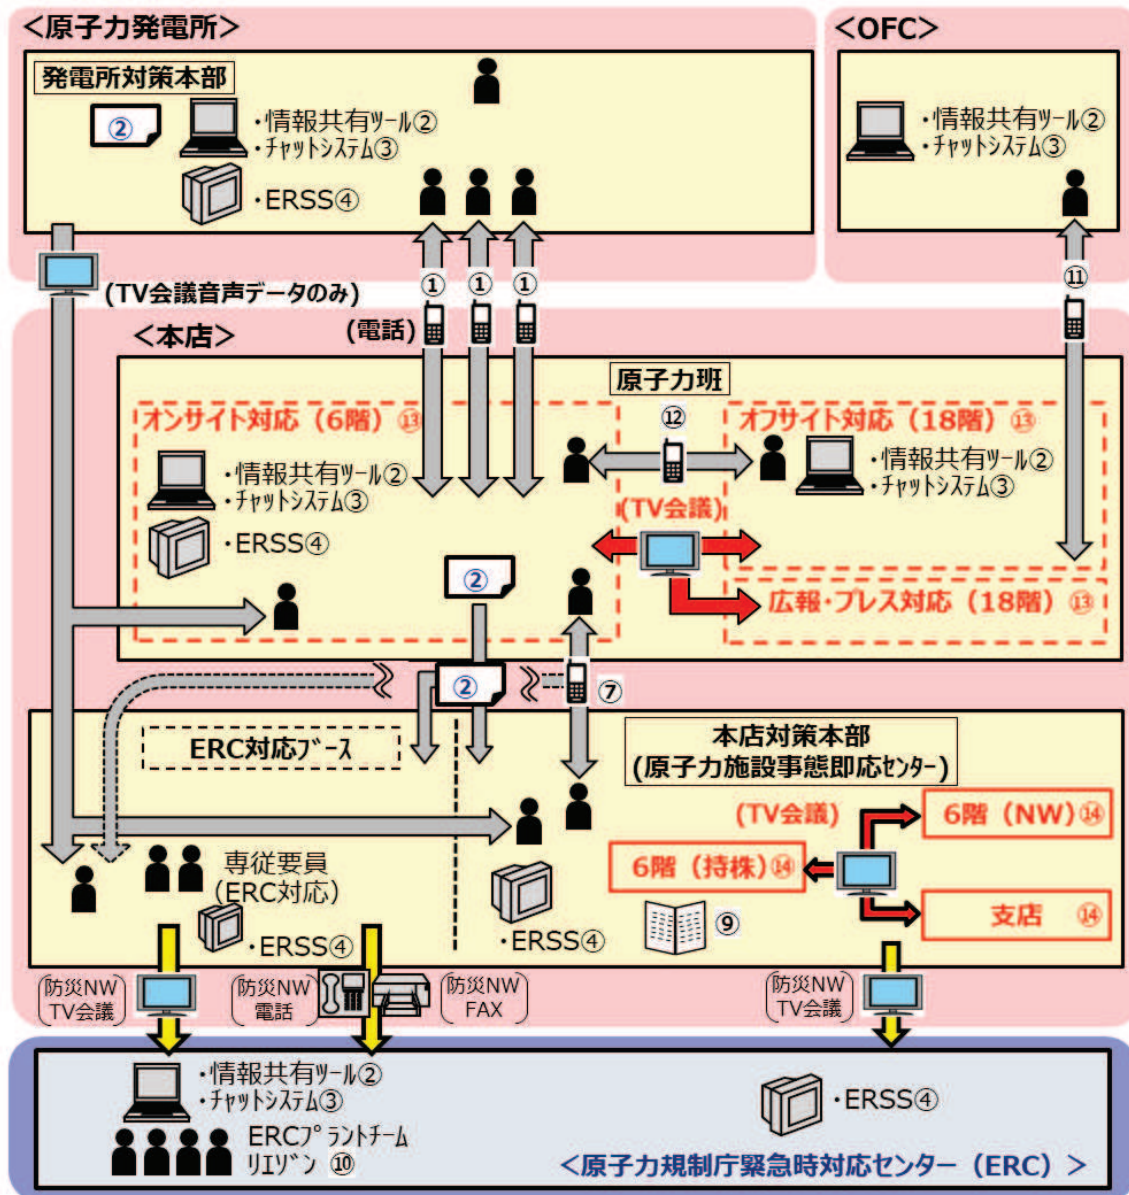 ＜原子力発電所＞
発電所対策本部
②
・情報共有ﾂｰﾙ②
・ﾁｬｯﾄｼｽﾃﾑ③
・ERSS④
＜OFC＞
・情報共有ﾂｰﾙ②
・ﾁｬｯﾄｼｽﾃﾑ③
① ① ①
⑪
(TV会議音声データのみ)
(電話)
＜本店＞
原子力班
オンサイト対応（6階）⑬
・情報共有ﾂｰﾙ②
・ﾁｬｯﾄｼｽﾃﾑ③
・ERSS④
⑫
オフサイト対応（18階）⑬
・情報共有ﾂｰﾙ②
・ﾁｬｯﾄｼｽﾃﾑ③
(TV会議)
②
広報・プレス対応（18階）⑬
②
⑦
ERC対応ﾌﾞｰｽ
本店対策本部
(原子力施設事態即応ｾﾝﾀｰ)
(TV会議)
6階（NW）⑭
6階（持株）⑭
支店 ⑭
専従要員
(ERC対応)
・ERSS④
・ERSS④
⑨
防災NW
TV会議
防災NW
電話
防災NW
FAX
防災NW
TV会議
・情報共有ﾂｰﾙ②
・ﾁｬｯﾄｼｽﾃﾑ③
ERCﾌﾟﾗﾝﾄﾁｰﾑ
ﾘｴｿﾞﾝ ⑩
・ERSS④
＜原子力規制庁緊急時対応センター（ERC）＞